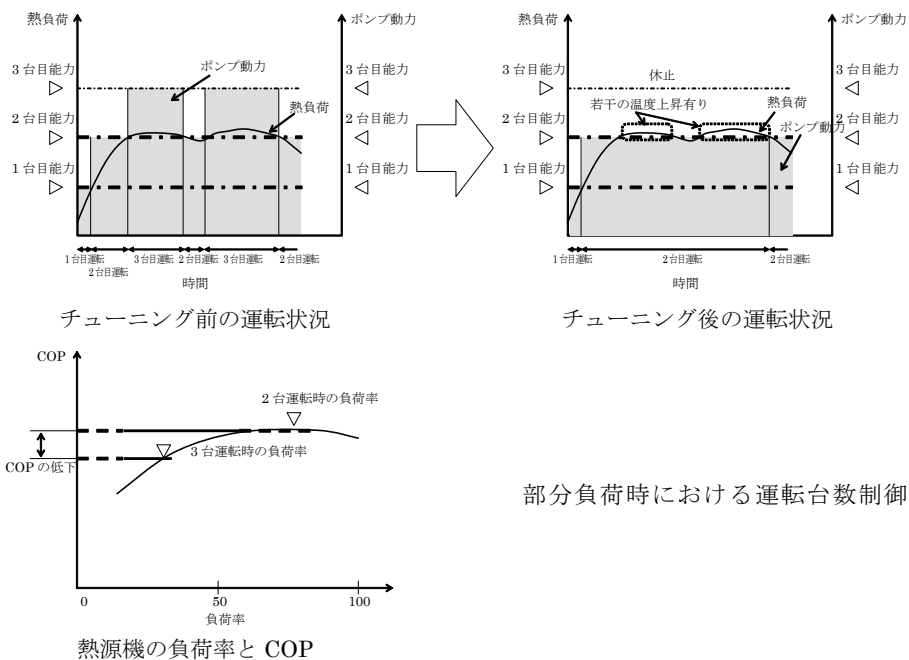 熱負荷
ポンプ動力
3 台目能力
2 台目能力
1 台目能力
ポンプ動力
熱負荷
3 台目能力
2 台目能力
1 台目能力
1台目運転
2台目運転
3台目運転
2台目運転
3台目運転
2台目運転
時間
チューニング前の運転状況
熱負荷
ポンプ動力
3 台目能力
2 台目能力
1 台目能力
休止
若干の温度上昇有り
熱負荷
ポンプ動力
3 台目能力
2 台目能力
1 台目能力
1台目運転
2台目運転
2台目運転
時間
チューニング後の運転状況
COP
2 台運転時の負荷率
3 台運転時の負荷率
COP の低下
0
50
100
負荷率
熱源機の負荷率と COP
部分負荷時における運転台数制御